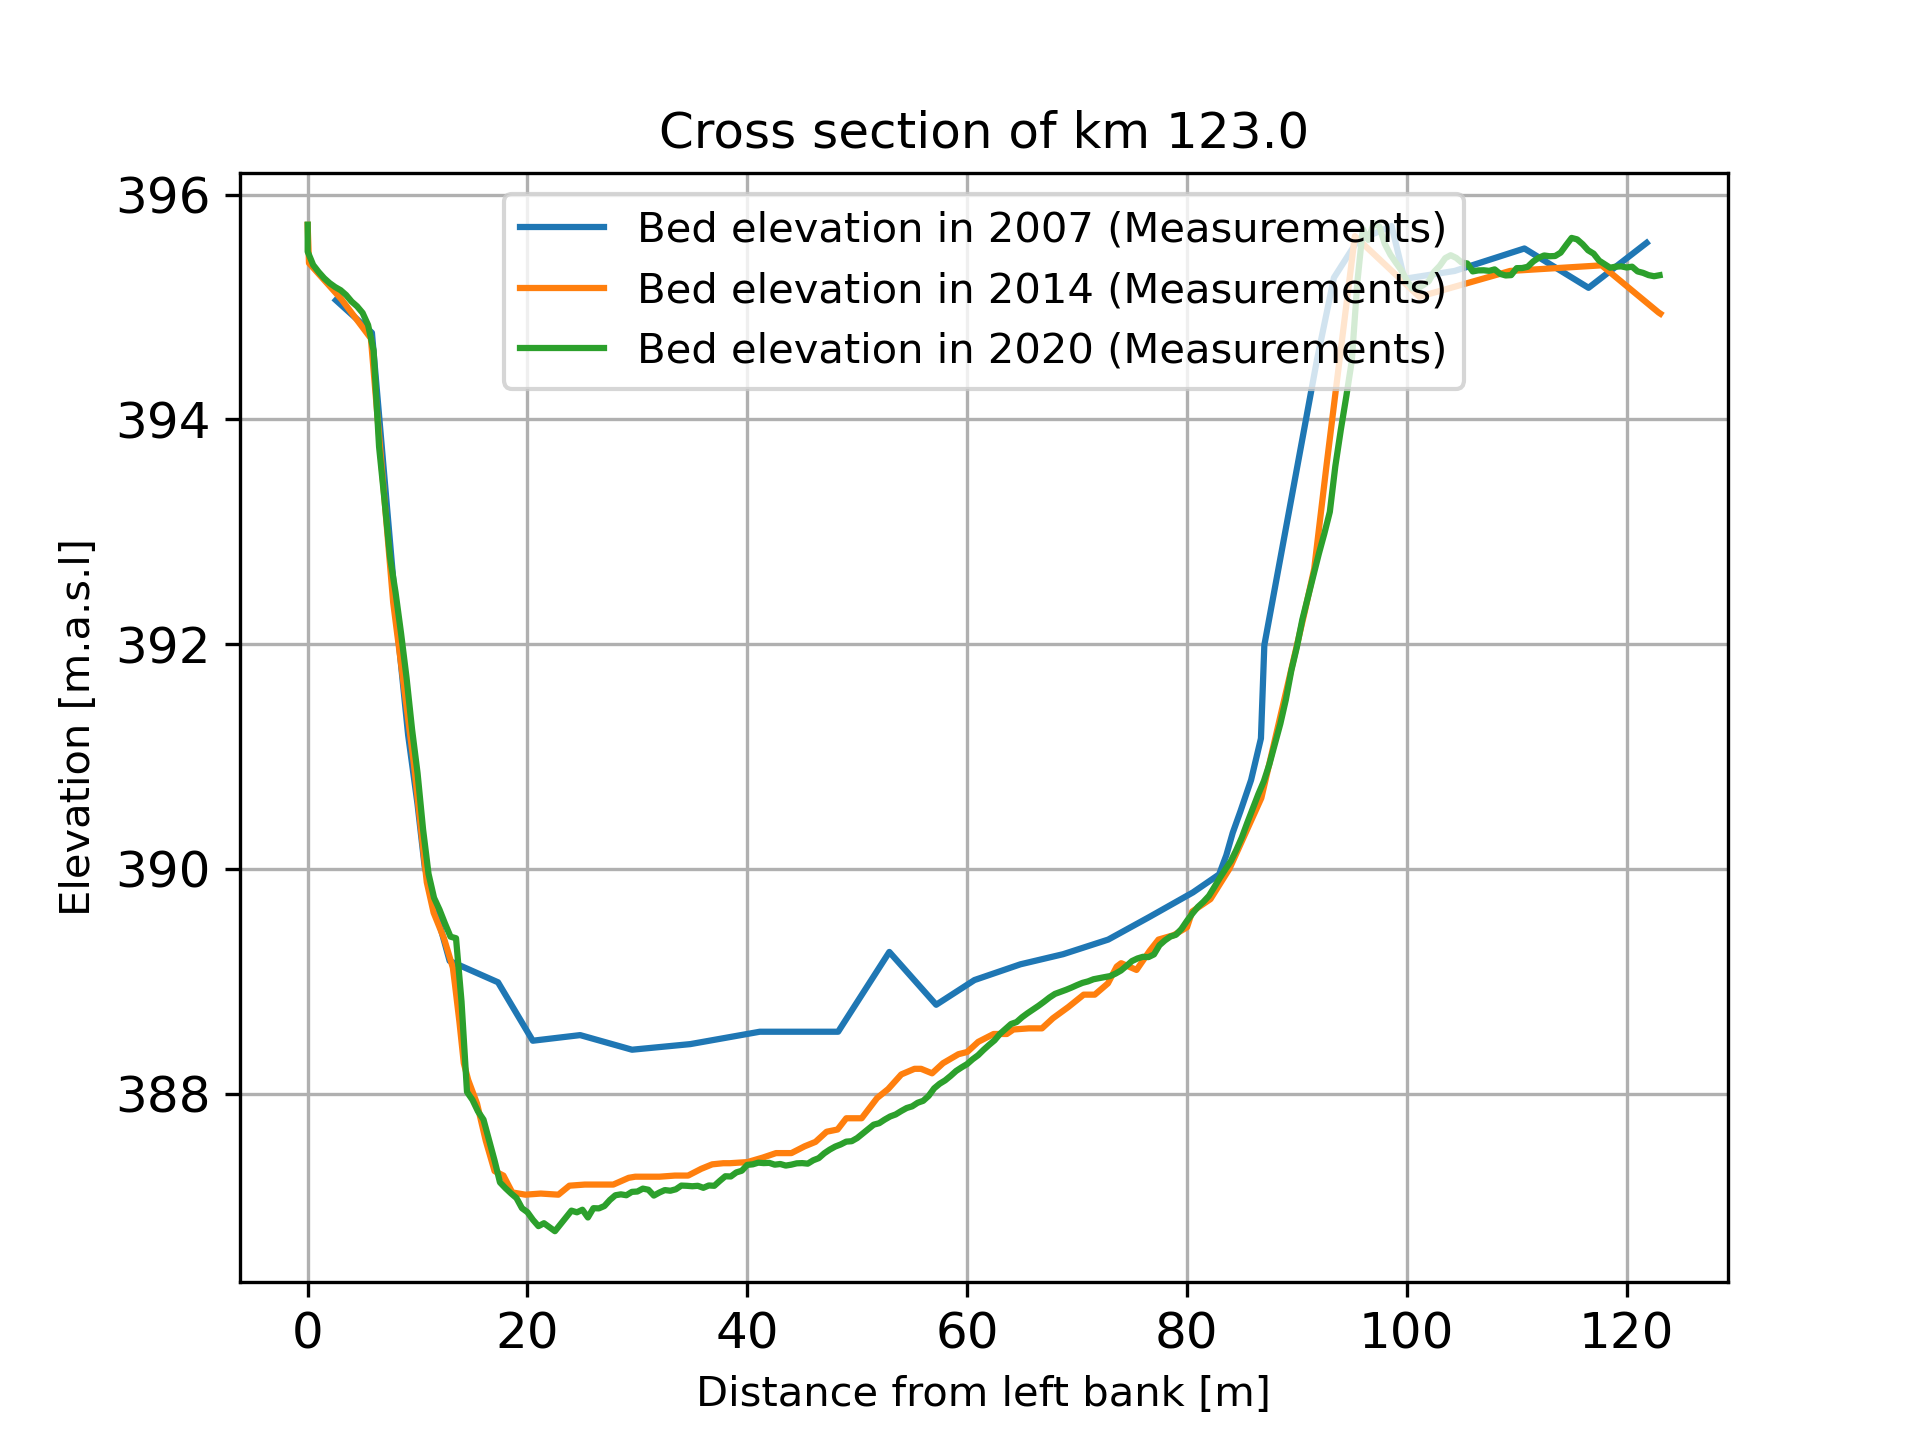 Cross section of km 123.0
396
394
392
390
388
Elevation [m.a.s.l]
Bed elevation in 2007 (Measurements)
Bed elevation in 2014 (Measurements)
Bed elevation in 2020 (Measurements)
0 20 40 60 80 100 120
Distance from left bank [m]